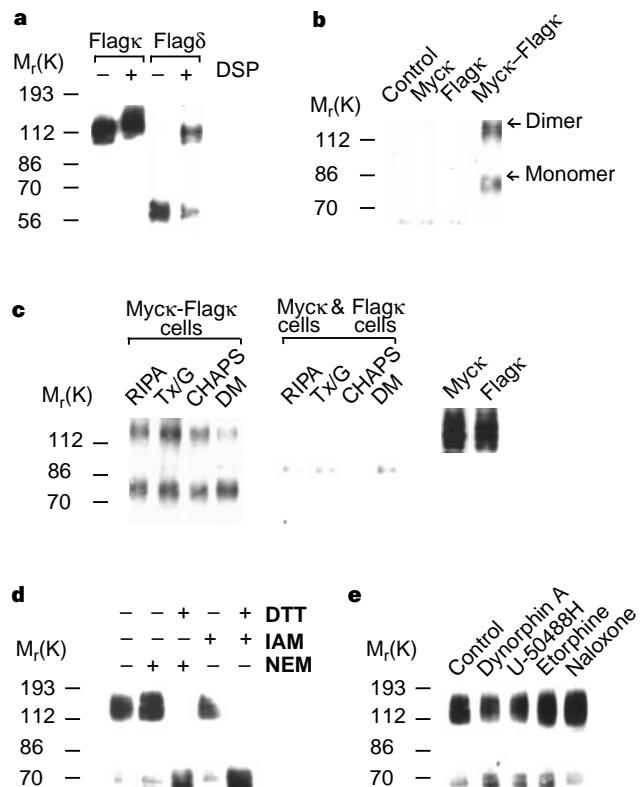 a
Flagκ Flagδ
Mr(K) – + – + DSP
193
112
86
70
56
b
Control Mycκ Flagκ Mycκ–Flagκ
Mr(K)
112
86
70
Dimer
Monomer
c
Mycκ-Flagκ cells
Mycκ & Flagκ cells cells
RIPA Tx/G CHAPS DM
RIPA Tx/G CHAPS DM
Mycκ Flagκ
Mr(K)
112
86
70
d
– – + – + DTT
– – – + + IAM
– + + – – NEM
Mr(K)
193
112
86
70
e
Control Dynorphin A U-50488H Etorphine Naloxone
Mr(K)
193
112
86
70